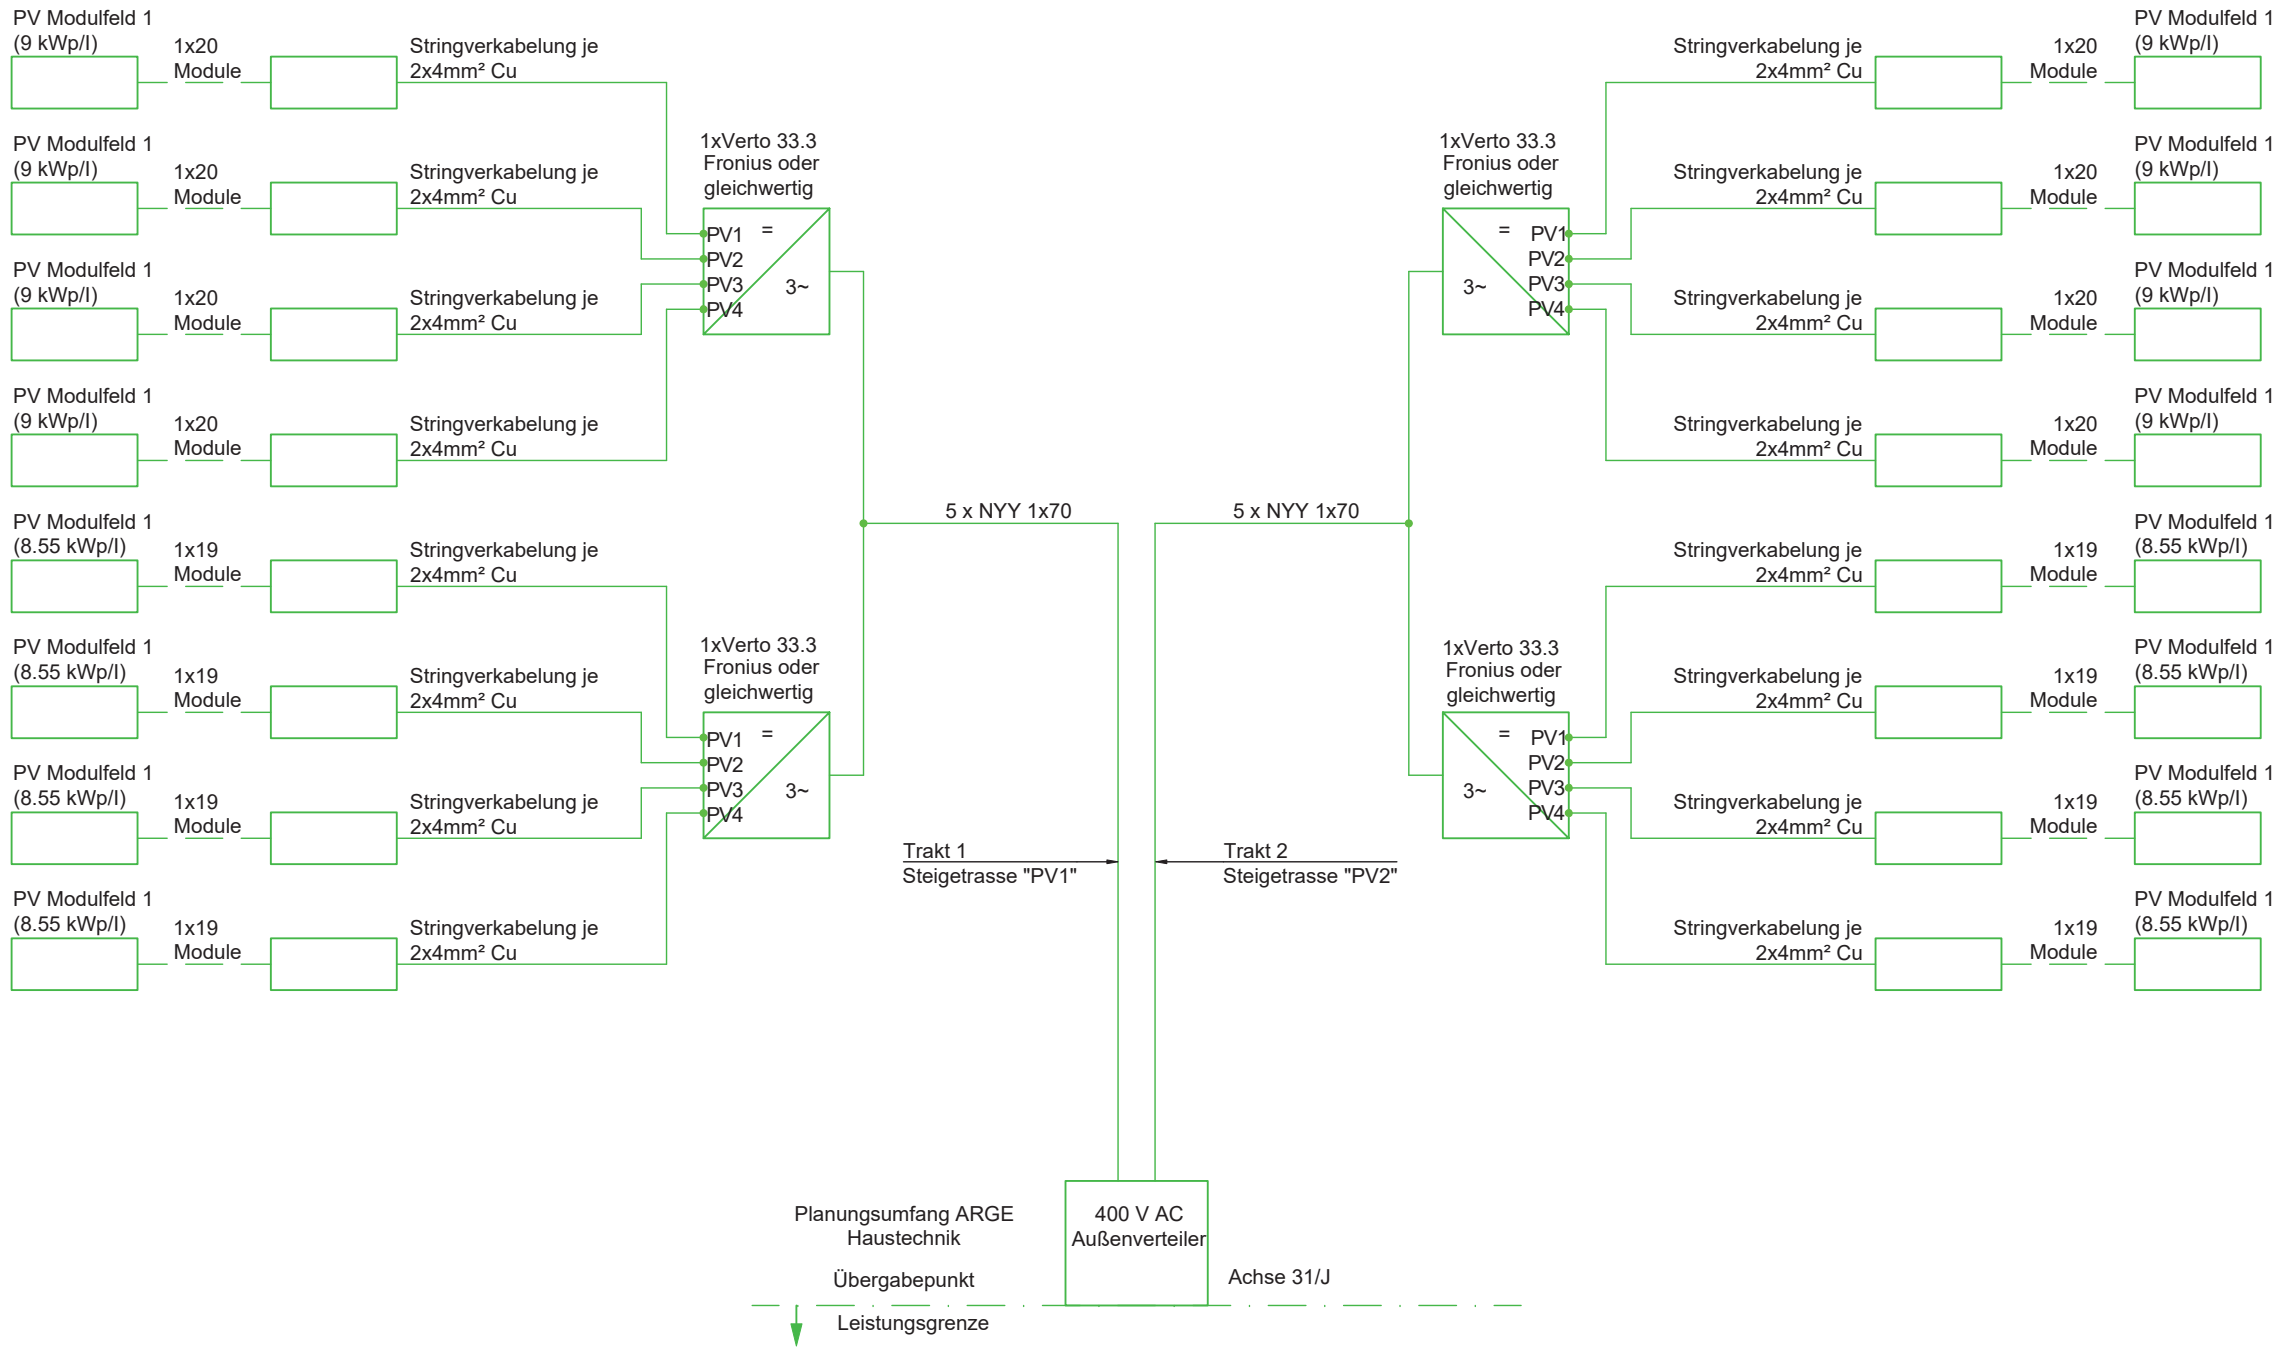 PV Modulfeld 1
(9 kWp/I)
1x20
Module
Stringverkabelung je
2x4mm² Cu
PV Modulfeld 1
(9 kWp/I)
1x20
Module
Stringverkabelung je
2x4mm² Cu
PV Modulfeld 1
(9 kWp/I)
1x20
Module
Stringverkabelung je
2x4mm² Cu
PV Modulfeld 1
(9 kWp/I)
1x20
Module
Stringverkabelung je
2x4mm² Cu
1xVerto 33.3
Fronius oder
gleichwertig
PV1
PV2
PV3
PV4
=
3~
PV Modulfeld 1
(8.55 kWp/I)
1x19
Module
Stringverkabelung je
2x4mm² Cu
PV Modulfeld 1
(8.55 kWp/I)
1x19
Module
Stringverkabelung je
2x4mm² Cu
PV Modulfeld 1
(8.55 kWp/I)
1x19
Module
Stringverkabelung je
2x4mm² Cu
PV Modulfeld 1
(8.55 kWp/I)
1x19
Module
Stringverkabelung je
2x4mm² Cu
1xVerto 33.3
Fronius oder
gleichwertig
PV1
PV2
PV3
PV4
=
3~
5 x NYY 1x70
5 x NYY 1x70
Trakt 1
Steigetrasse "PV1"
Trakt 2
Steigetrasse "PV2"
1xVerto 33.3
Fronius oder
gleichwertig
=
3~
PV1
PV2
PV3
PV4
Stringverkabelung je
2x4mm² Cu
1x20
Module
PV Modulfeld 1
(9 kWp/I)
Stringverkabelung je
2x4mm² Cu
1x20
Module
PV Modulfeld 1
(9 kWp/I)
Stringverkabelung je
2x4mm² Cu
1x20
Module
PV Modulfeld 1
(9 kWp/I)
Stringverkabelung je
2x4mm² Cu
1x20
Module
PV Modulfeld 1
(9 kWp/I)
1xVerto 33.3
Fronius oder
gleichwertig
=
3~
PV1
PV2
PV3
PV4
Stringverkabelung je
2x4mm² Cu
1x19
Module
PV Modulfeld 1
(8.55 kWp/I)
Stringverkabelung je
2x4mm² Cu
1x19
Module
PV Modulfeld 1
(8.55 kWp/I)
Stringverkabelung je
2x4mm² Cu
1x19
Module
PV Modulfeld 1
(8.55 kWp/I)
Stringverkabelung je
2x4mm² Cu
1x19
Module
PV Modulfeld 1
(8.55 kWp/I)
Planungsumfang ARGE
Haustechnik
Übergabepunkt
Leistungsgrenze
400 V AC
Außenverteiler
Achse 31/J